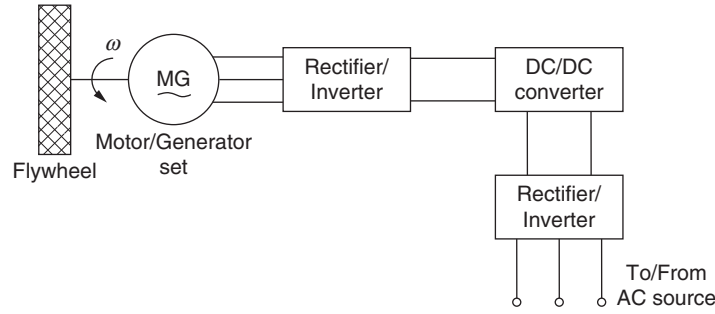 ω
MG
Rectifier/
Inverter
DC/DC
converter
Motor/Generator
set
Flywheel
Rectifier/
Inverter
To/From
AC source